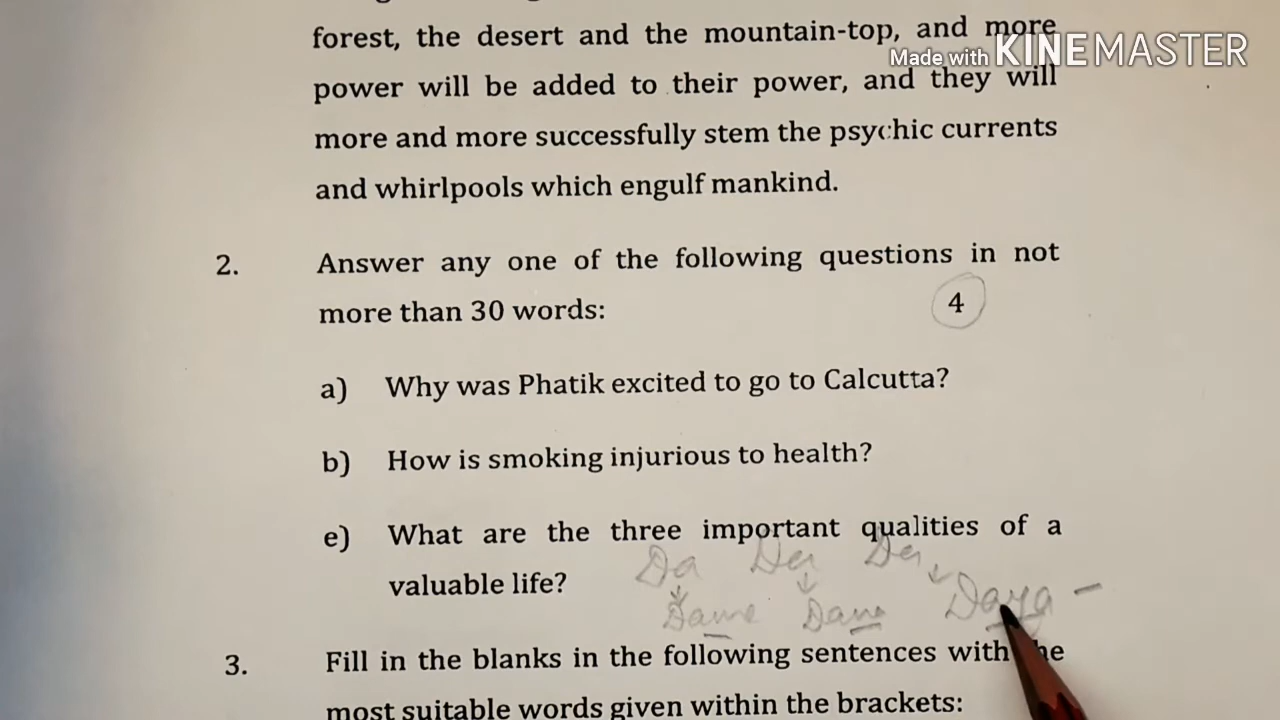 forest, the desert and the mountain-top, and more
Made with KINEMASTER
power will be added to their power, and they will
more and more successfully stem the psychic currents
and whirlpools which engulf mankind.
2. Answer any one of the following questions in not
more than 30 words: 4
a) Why was Phatik excited to go to Calcutta?
b) How is smoking injurious to health?
e) What are the three important qualities of a
Da Da Da
valuable life?
Dame Dana Daya
3. Fill in the blanks in the following sentences with the
most suitable words given within the brackets: